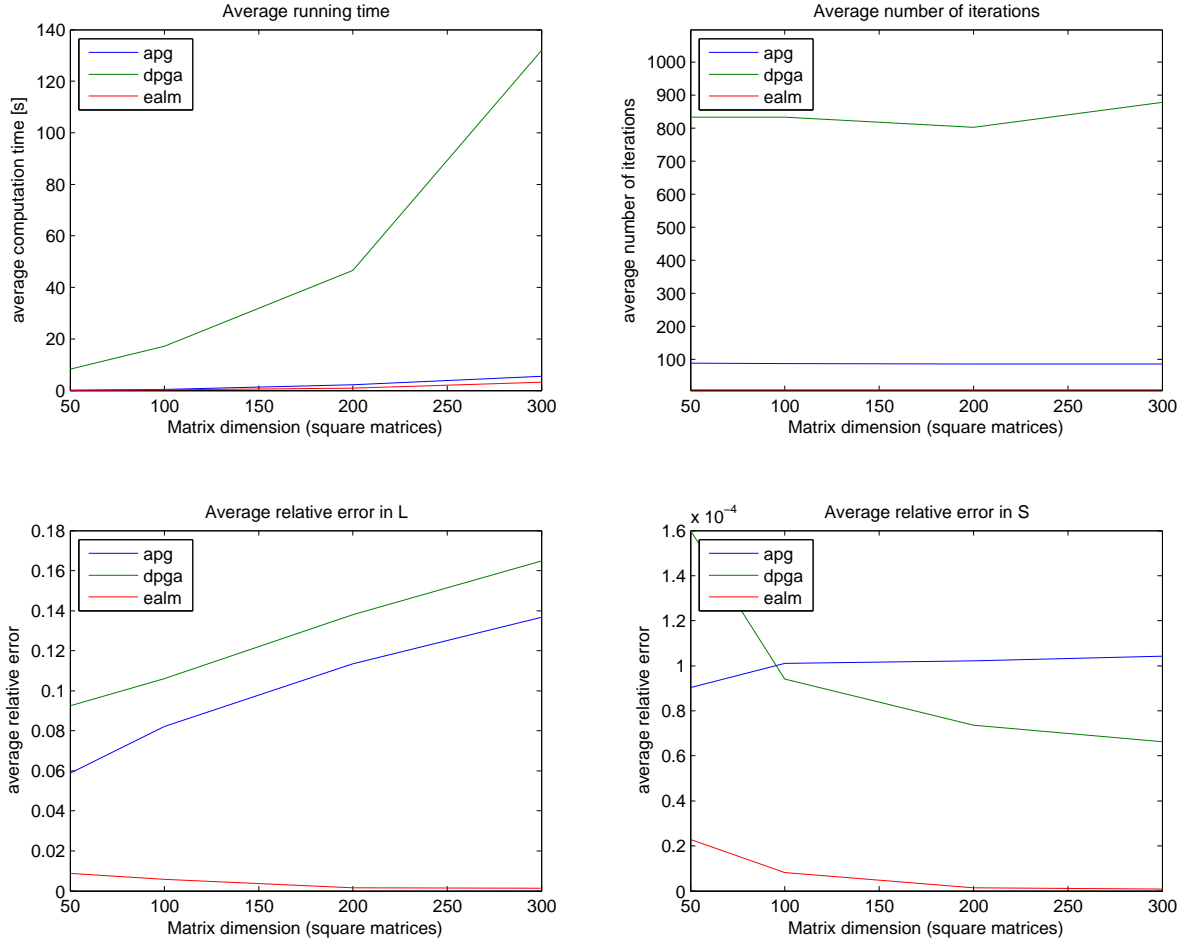 Average running time
140
120
100
80
60
40
20
0
average computation time [s]
apg
dpga
ealm
50 100 150 200 250 300
Matrix dimension (square matrices)
Average number of iterations
1000
900
800
700
600
500
400
300
200
100
average number of iterations
apg
dpga
ealm
50 100 150 200 250 300
Matrix dimension (square matrices)
Average relative error in L
0.18
0.16
0.14
0.12
0.1
0.08
0.06
0.04
0.02
0
average relative error
apg
dpga
ealm
50 100 150 200 250 300
Matrix dimension (square matrices)
x 10⁻⁴
Average relative error in S
1.6
1.4
1.2
1
0.8
0.6
0.4
0.2
0
average relative error
apg
dpga
ealm
50 100 150 200 250 300
Matrix dimension (square matrices)